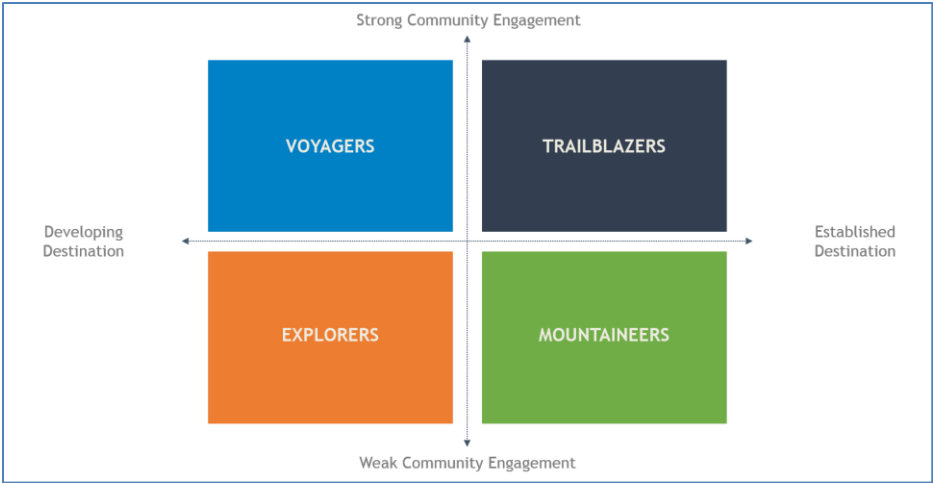 Strong Community Engagement
VOYAGERS
TRAILBLAZERS
Developing
Destination
Established
Destination
EXPLORERS
MOUNTAINEERS
Weak Community Engagement